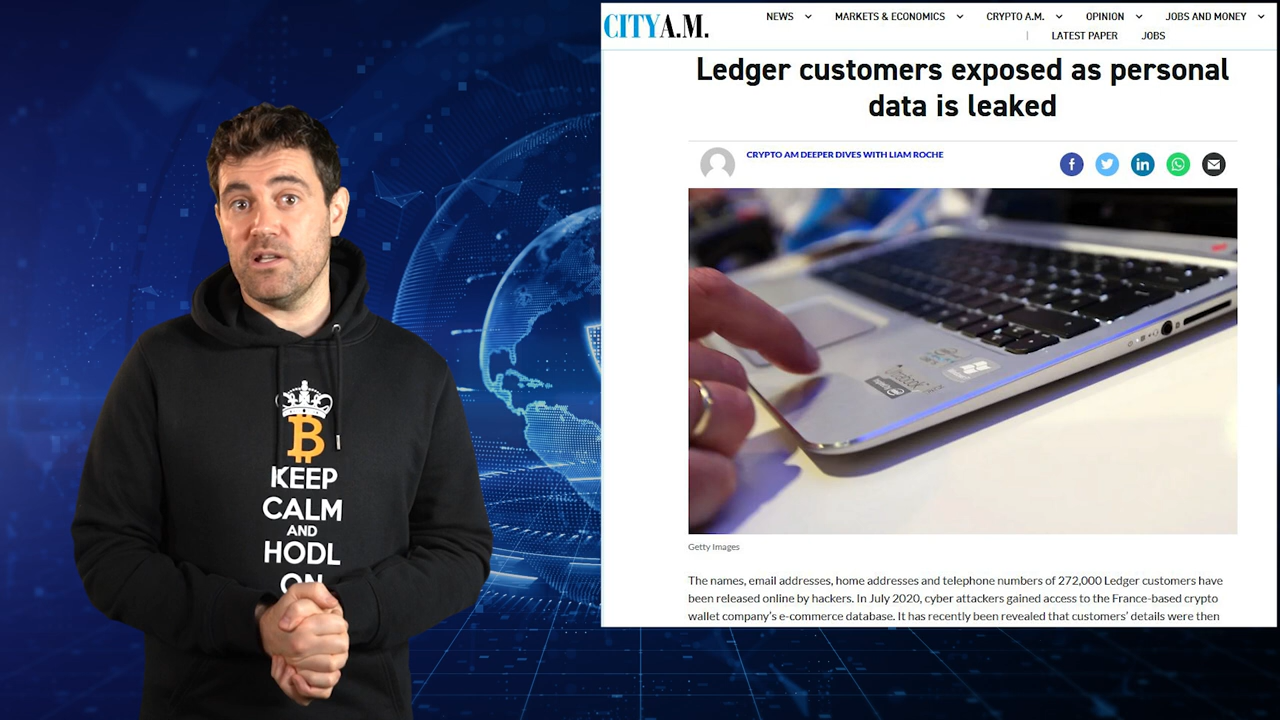 CITYA.M.
NEWS
MARKETS & ECONOMICS
CRYPTO A.M.
OPINION
JOBS AND MONEY
LATEST PAPER
JOBS
Ledger customers exposed as personal
data is leaked
CRYPTO AM DEEPER DIVES WITH LIAM ROCHE
Getty Images
The names, email addresses, home addresses and telephone numbers of 272,000 Ledger customers have
been released online by hackers. In July 2020, cyber attackers gained access to the France-based crypto
wallet company's e-commerce database. It has recently been revealed that customers' details were then
B
KEEP
CALM
AND
HODL
ON